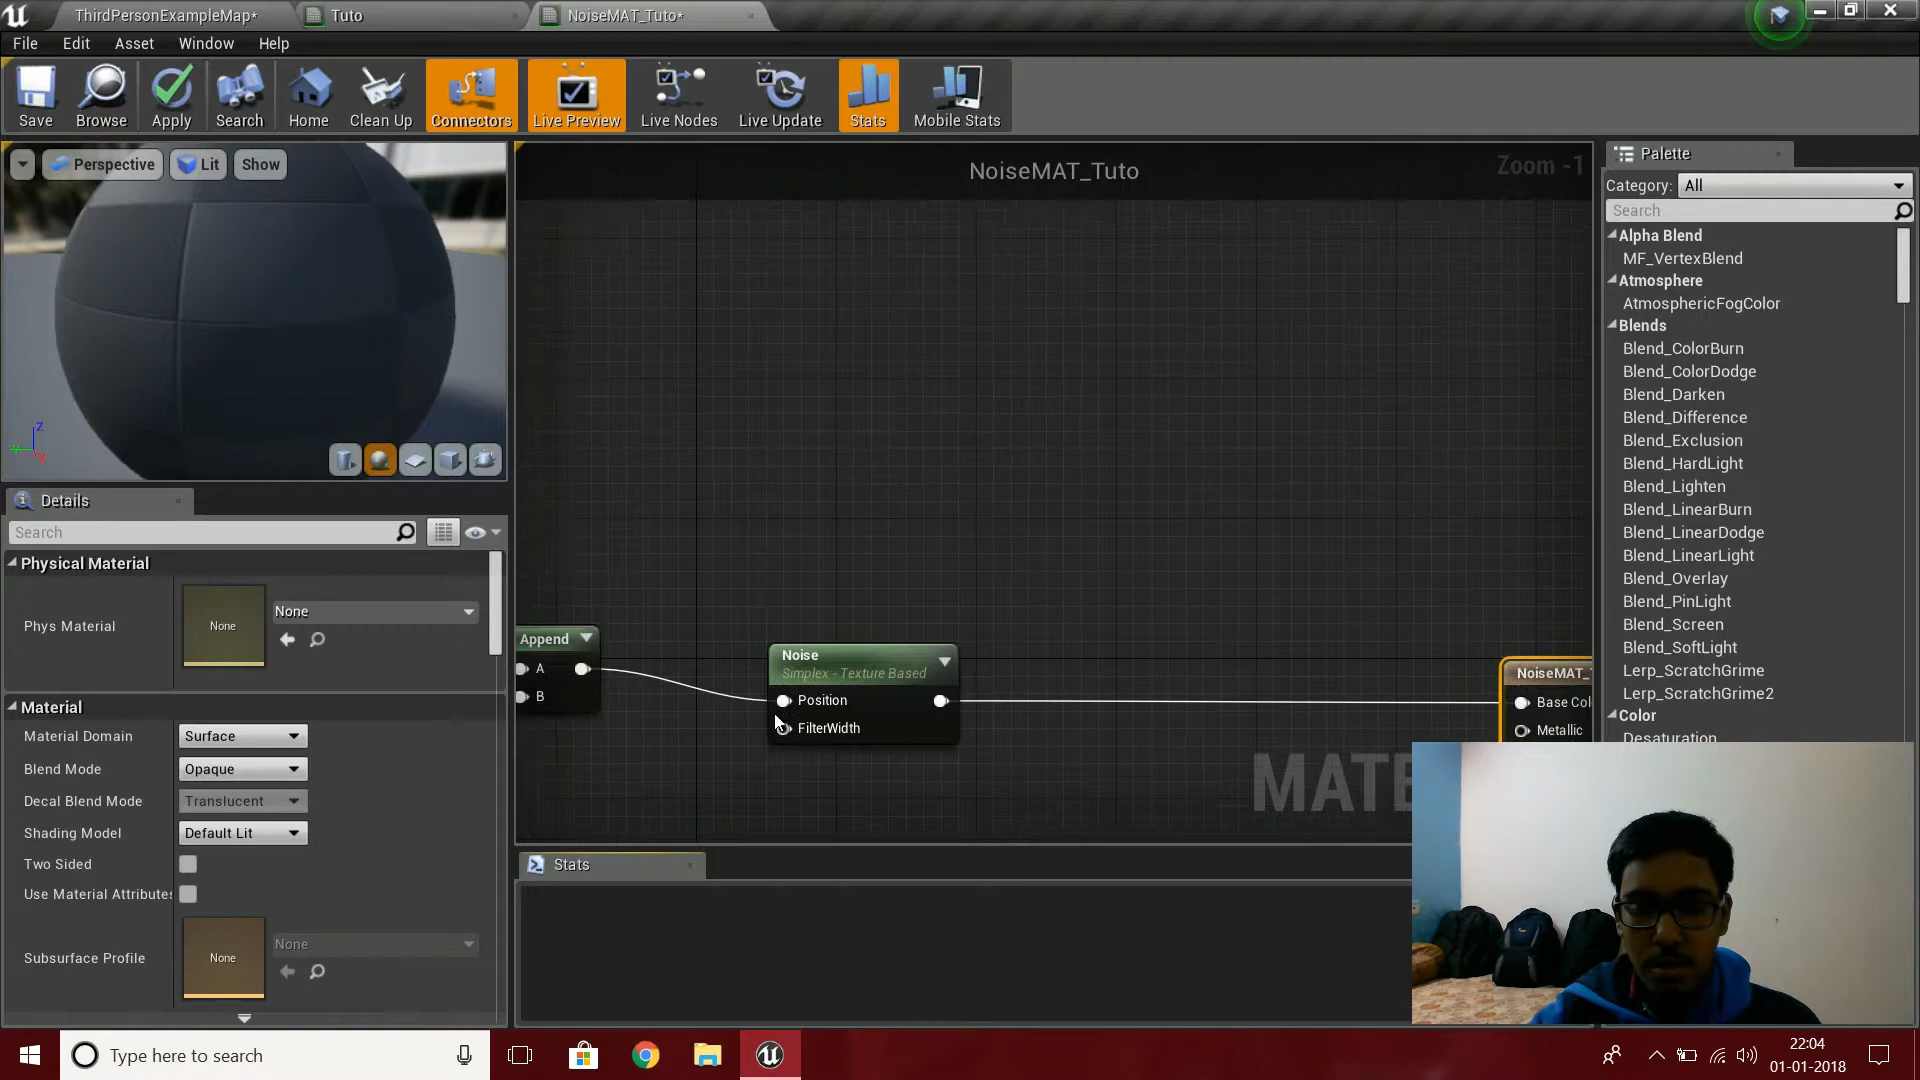 ThirdPersonExampleMap*
Tuto
NoiseMAT_Tuto*
File Edit Asset Window Help
Save Browse Apply Search Home Clean Up Connectors Live Preview Live Nodes Live Update Stats Mobile Stats
Perspective Lit Show
Z
X
NoiseMAT_Tuto
Zoom -1
Append
A
B
Noise
Simplex - Texture Based
Position
FilterWidth
NoiseMAT_
Base Col
Metallic
MATE
Stats
Details
Search
Physical Material
Phys Material
None
None
Material
Material Domain Surface
Blend Mode Opaque
Decal Blend Mode Translucent
Shading Model Default Lit
Two Sided
Use Material Attributes
Subsurface Profile
None
None
Palette
Category: All
Search
Alpha Blend
MF_VertexBlend
Atmosphere
AtmosphericFogColor
Blends
Blend_ColorBurn
Blend_ColorDodge
Blend_Darken
Blend_Difference
Blend_Exclusion
Blend_HardLight
Blend_Lighten
Blend_LinearBurn
Blend_LinearDodge
Blend_LinearLight
Blend_Overlay
Blend_PinLight
Blend_Screen
Blend_SoftLight
Lerp_ScratchGrime
Lerp_ScratchGrime2
Color
Desaturation
Type here to search
22:04
01-01-2018